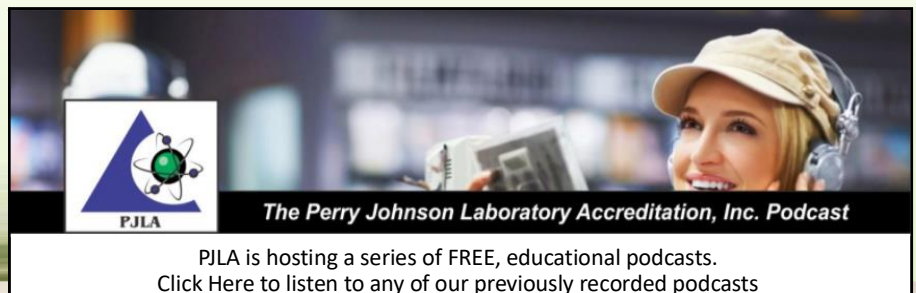 PJLA
The Perry Johnson Laboratory Accreditation, Inc. Podcast
PJLA is hosting a series of FREE, educational podcasts.
Click Here to listen to any of our previously recorded podcasts